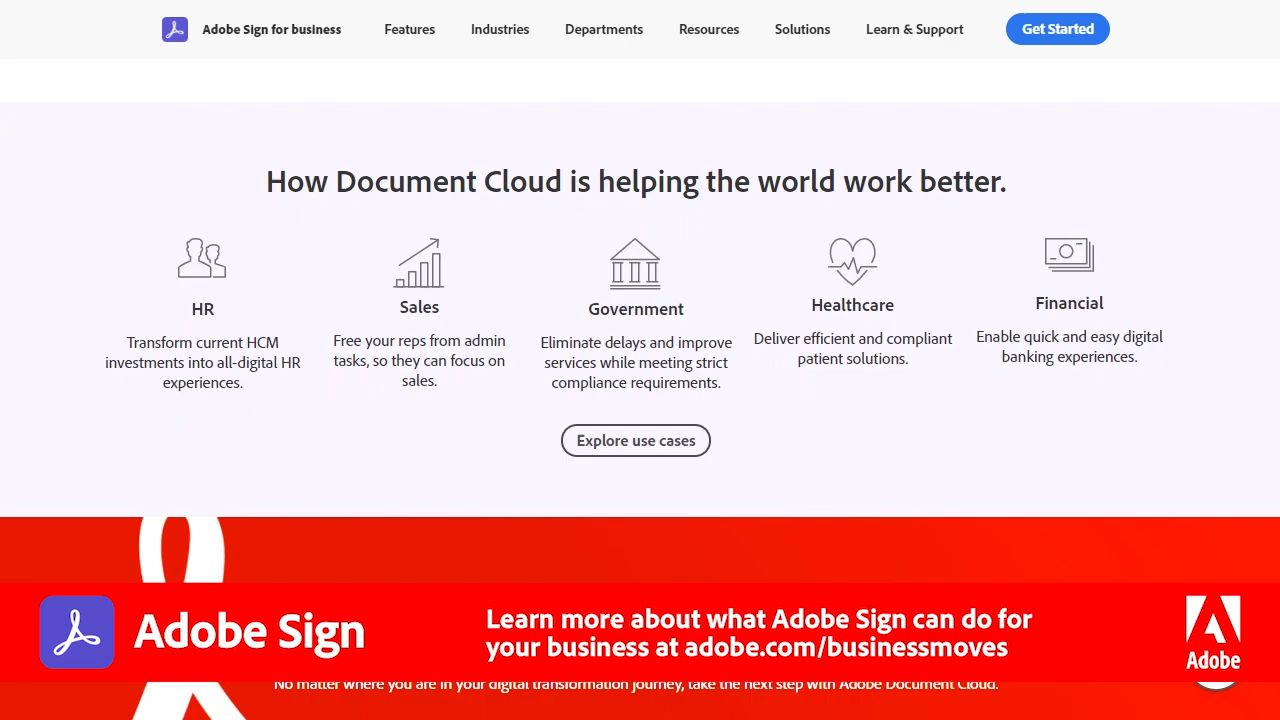 Adobe Sign for business Features Industries Departments Resources Solutions Learn & Support Get Started
How Document Cloud is helping the world work better.
HR
Transform current HCM
investments into all-digital HR
experiences.
Sales
Free your reps from admin
tasks, so they can focus on
sales.
Government
Eliminate delays and improve
services while meeting strict
compliance requirements.
Healthcare
Deliver efficient and compliant
patient solutions.
Financial
Enable quick and easy digital
banking experiences.
Explore use cases
Adobe Sign
Learn more about what Adobe Sign can do for
your business at adobe.com/businessmoves
Adobe
No matter where you are in your digital transformation journey, take the next step with Adobe Document Cloud.